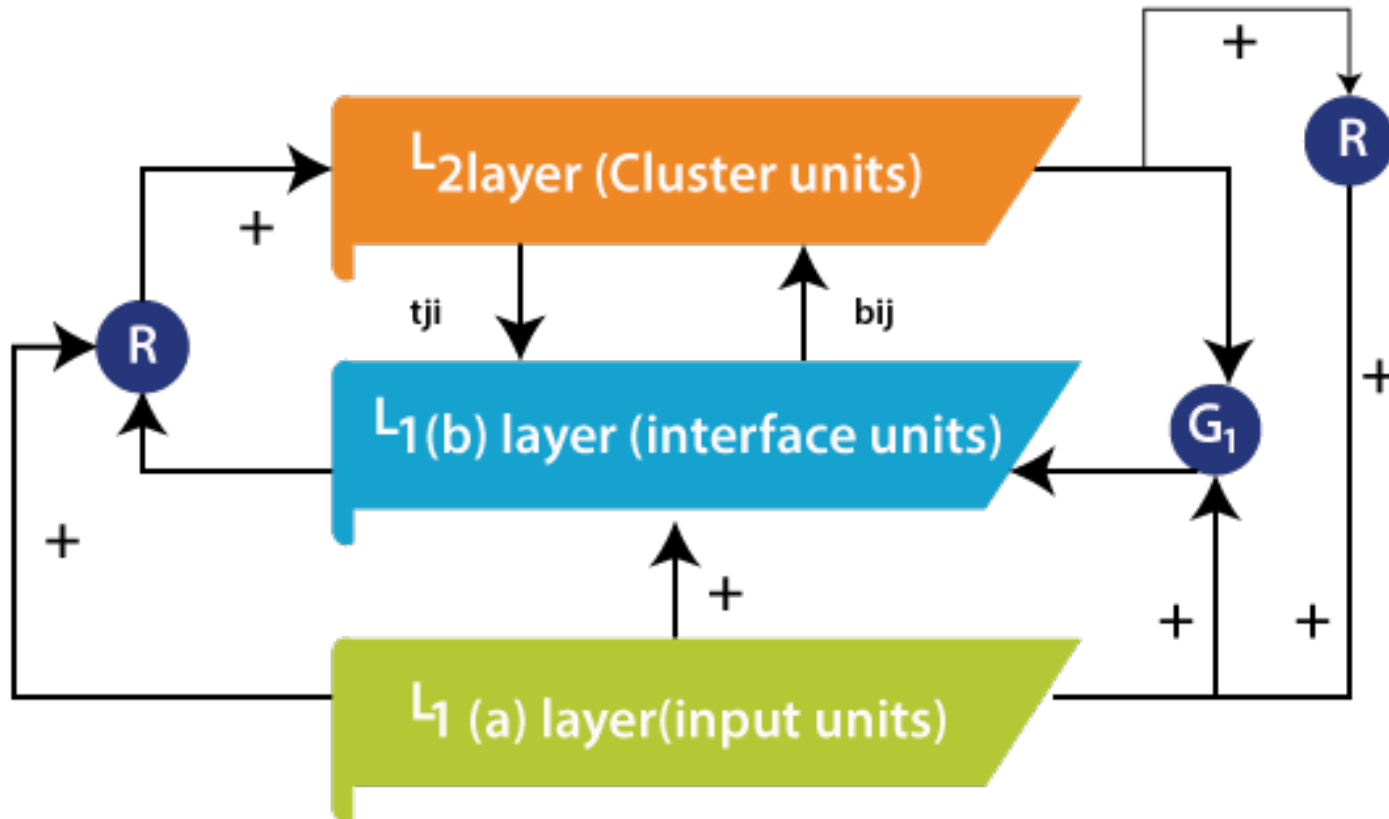 +
R
L2layer (Cluster units)
+
tji
bij
R
+
L1(b) layer (interface units)
G1
+
+
+
+
L1 (a) layer(input units)